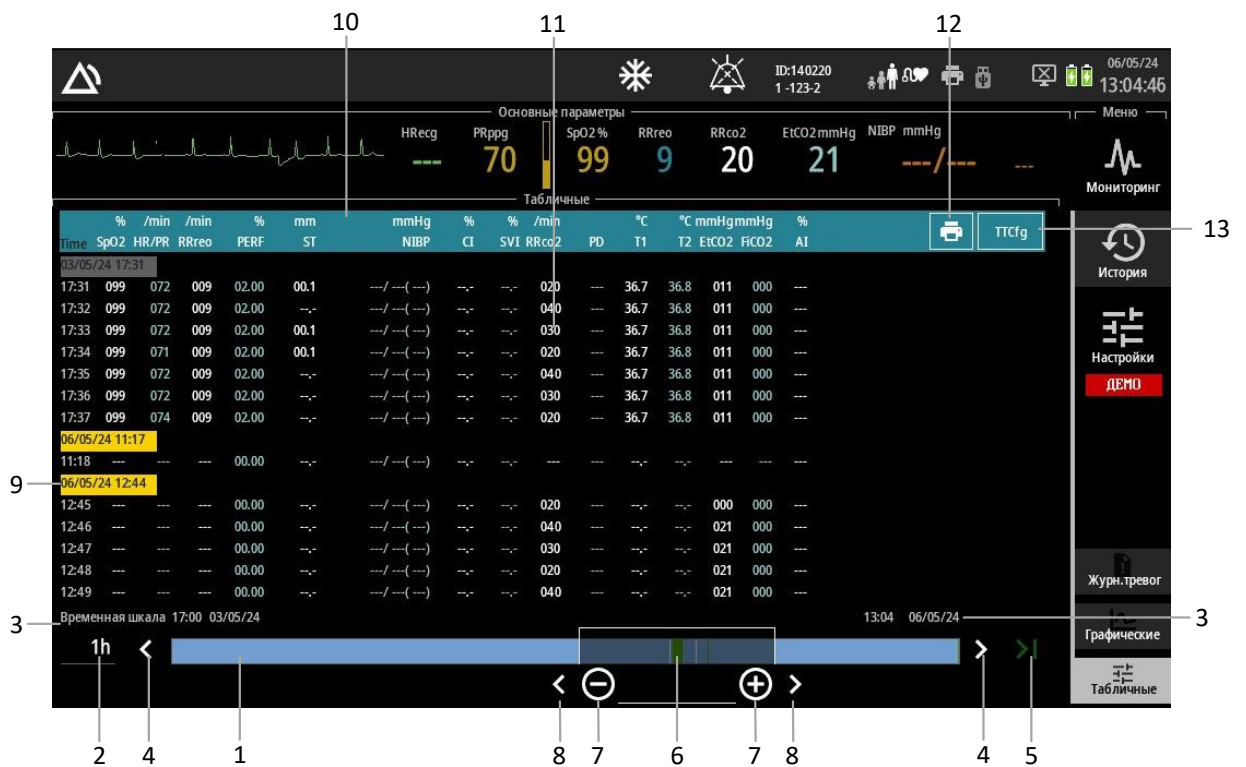 10 11 12
ID:140220 06/05/24
1 -123-2 13:04:46
Основные параметры Меню
HRecg PRppg SpO2 % RRreo RRco2 EtCO2 mmHg NIBP mmHg
--- 70 99 9 20 21 ---/--- ---
Мониторинг
Табличные
% /min /min % mm mmHg % % /min °C °C mmHg mmHg %
Time SpO2 HR/PR RRreo PERF ST NIBP CI SVI RRco2 PD T1 T2 EtCO2 FiCO2 AI TTCfg 13
03/05/24 17:31
История
17:31 099 072 009 02.00 00.1 ---/ ---( ---) --,- --,- 020 --- 36.7 36.8 011 000 ---
17:32 099 072 009 02.00 --,- ---/ ---( ---) --,- --,- 040 --- 36.7 36.8 011 000 ---
17:33 099 072 009 02.00 00.1 ---/ ---( ---) --,- --,- 030 --- 36.7 36.8 011 000 ---
17:34 099 071 009 02.00 00.1 ---/ ---( ---) --,- --,- 020 --- 36.7 36.8 011 000 ---
Настройки
17:35 099 072 009 02.00 --,- ---/ ---( ---) --,- --,- 040 --- 36.7 36.8 011 000 ---
ДЕМО
17:36 099 072 009 02.00 --,- ---/ ---( ---) --,- --,- 030 --- 36.7 36.8 011 000 ---
17:37 099 074 009 02.00 --,- ---/ ---( ---) --,- --,- 020 --- 36.7 36.8 011 000 ---
06/05/24 11:17
11:18 --- --- --- 00.00 --,- ---/ ---( ---) --,- --,- --- --- --,- --,- --- --- ---
9 06/05/24 12:44
12:45 --- --- --- 00.00 --,- ---/ ---( ---) --,- --,- 020 --- --,- --,- 000 000 ---
12:46 --- --- --- 00.00 --,- ---/ ---( ---) --,- --,- 040 --- --,- --,- 021 000 ---
12:47 --- --- --- 00.00 --,- ---/ ---( ---) --,- --,- 030 --- --,- --,- 021 000 ---
12:48 --- --- --- 00.00 --,- ---/ ---( ---) --,- --,- 020 --- --,- --,- 021 000 ---
Журн.тревог
12:49 --- --- --- 00.00 --,- ---/ ---( ---) --,- --,- 040 --- --,- --,- 021 000 ---
3 Временная шкала 17:00 03/05/24 13:04 06/05/24 3
Графические
1h
Табличные
2 4 1 8 7 6 7 8 4 5